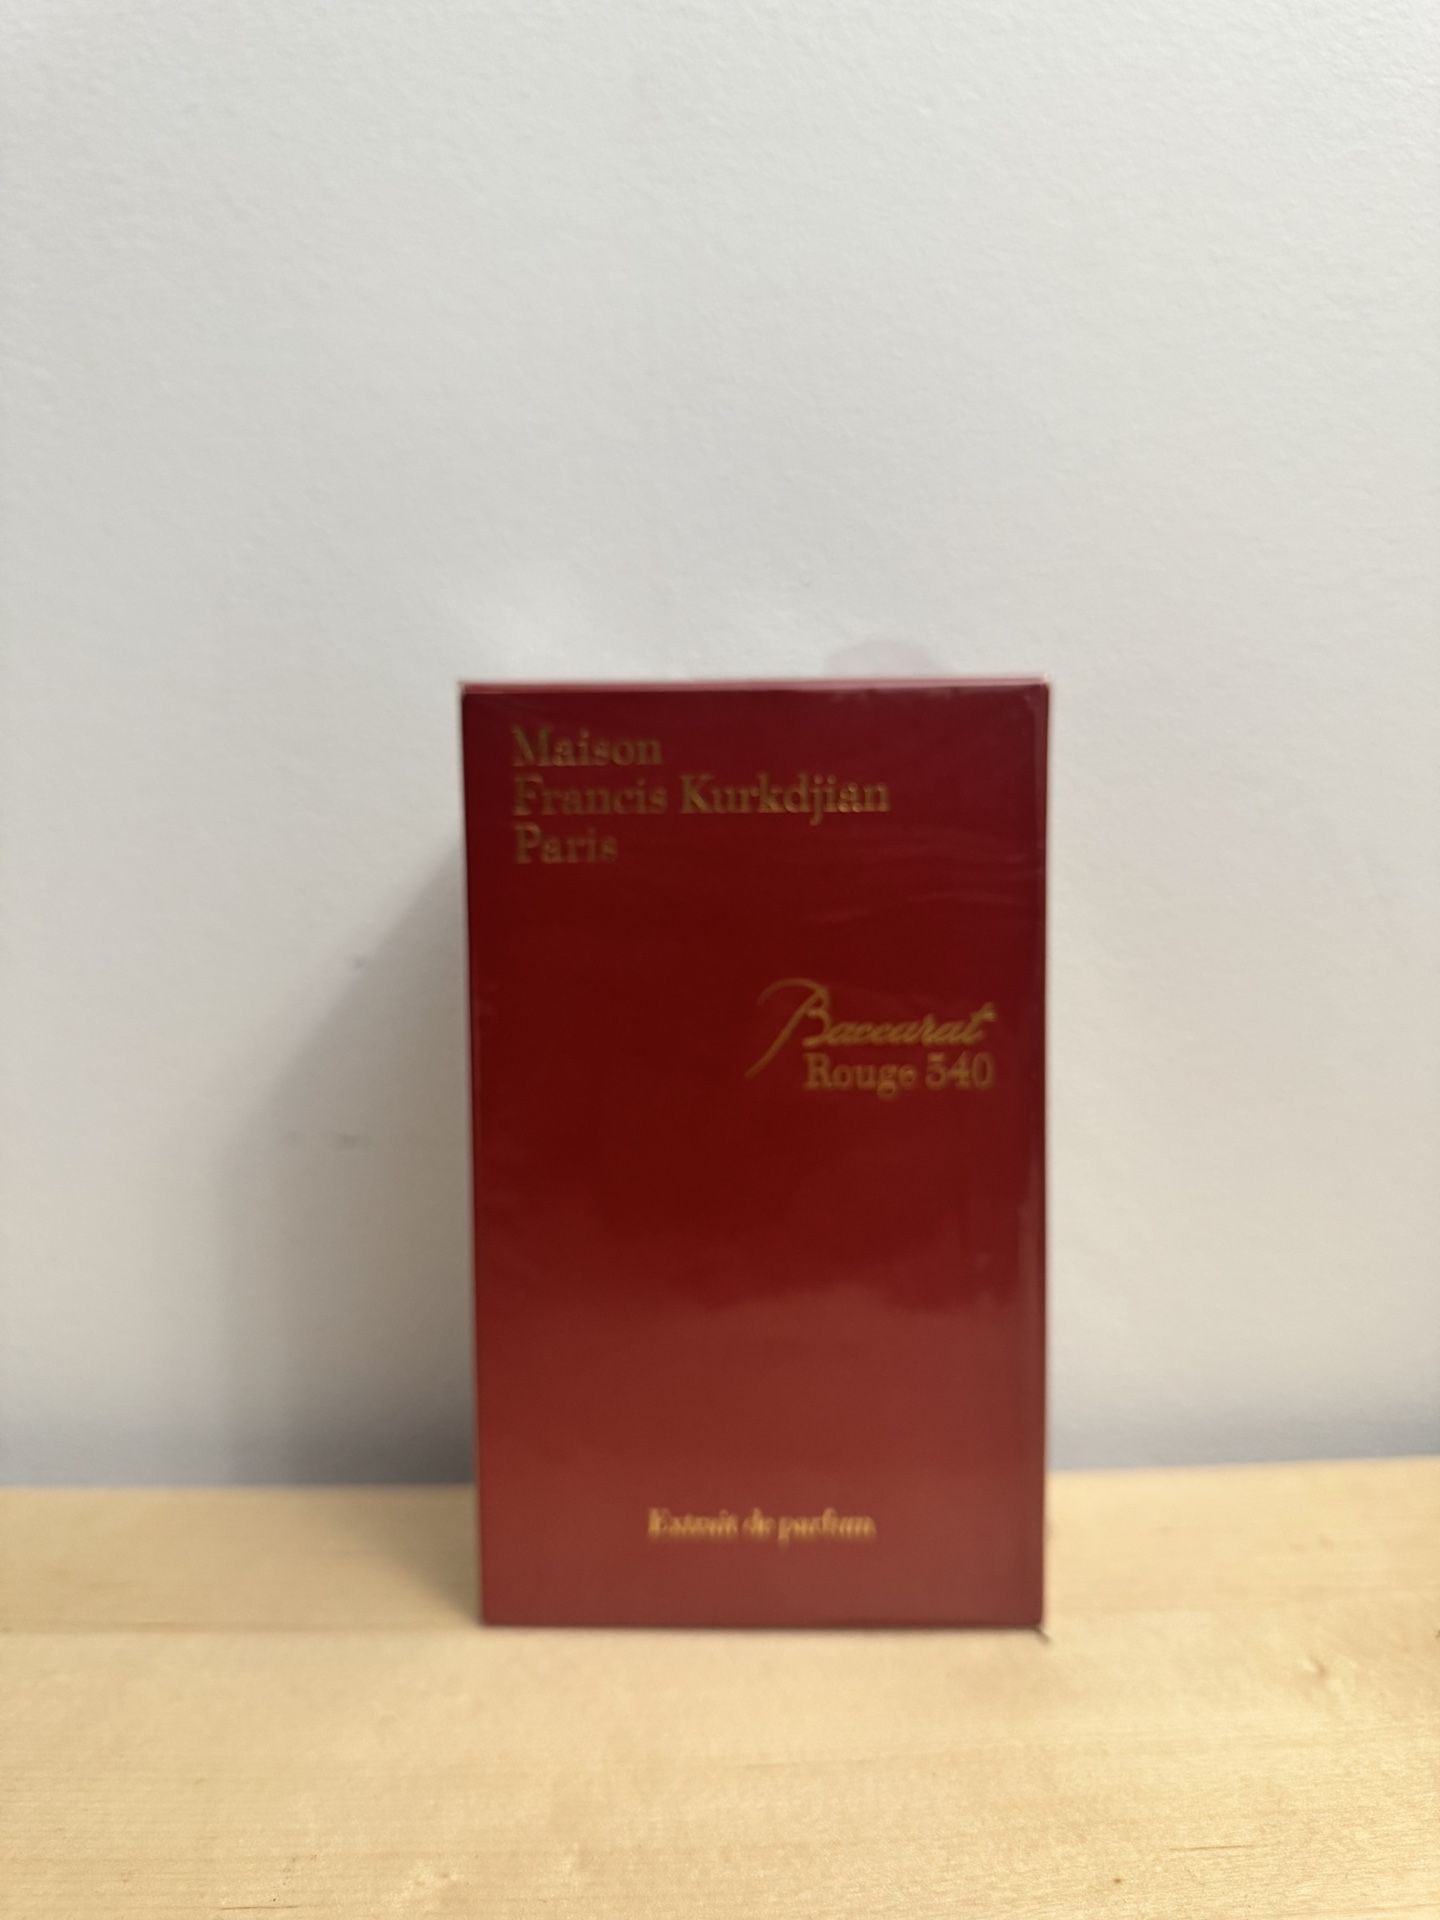 Maison
Francis Kurkdjian
Paris
Baccarat
Rouge 540
Extrait de parfum